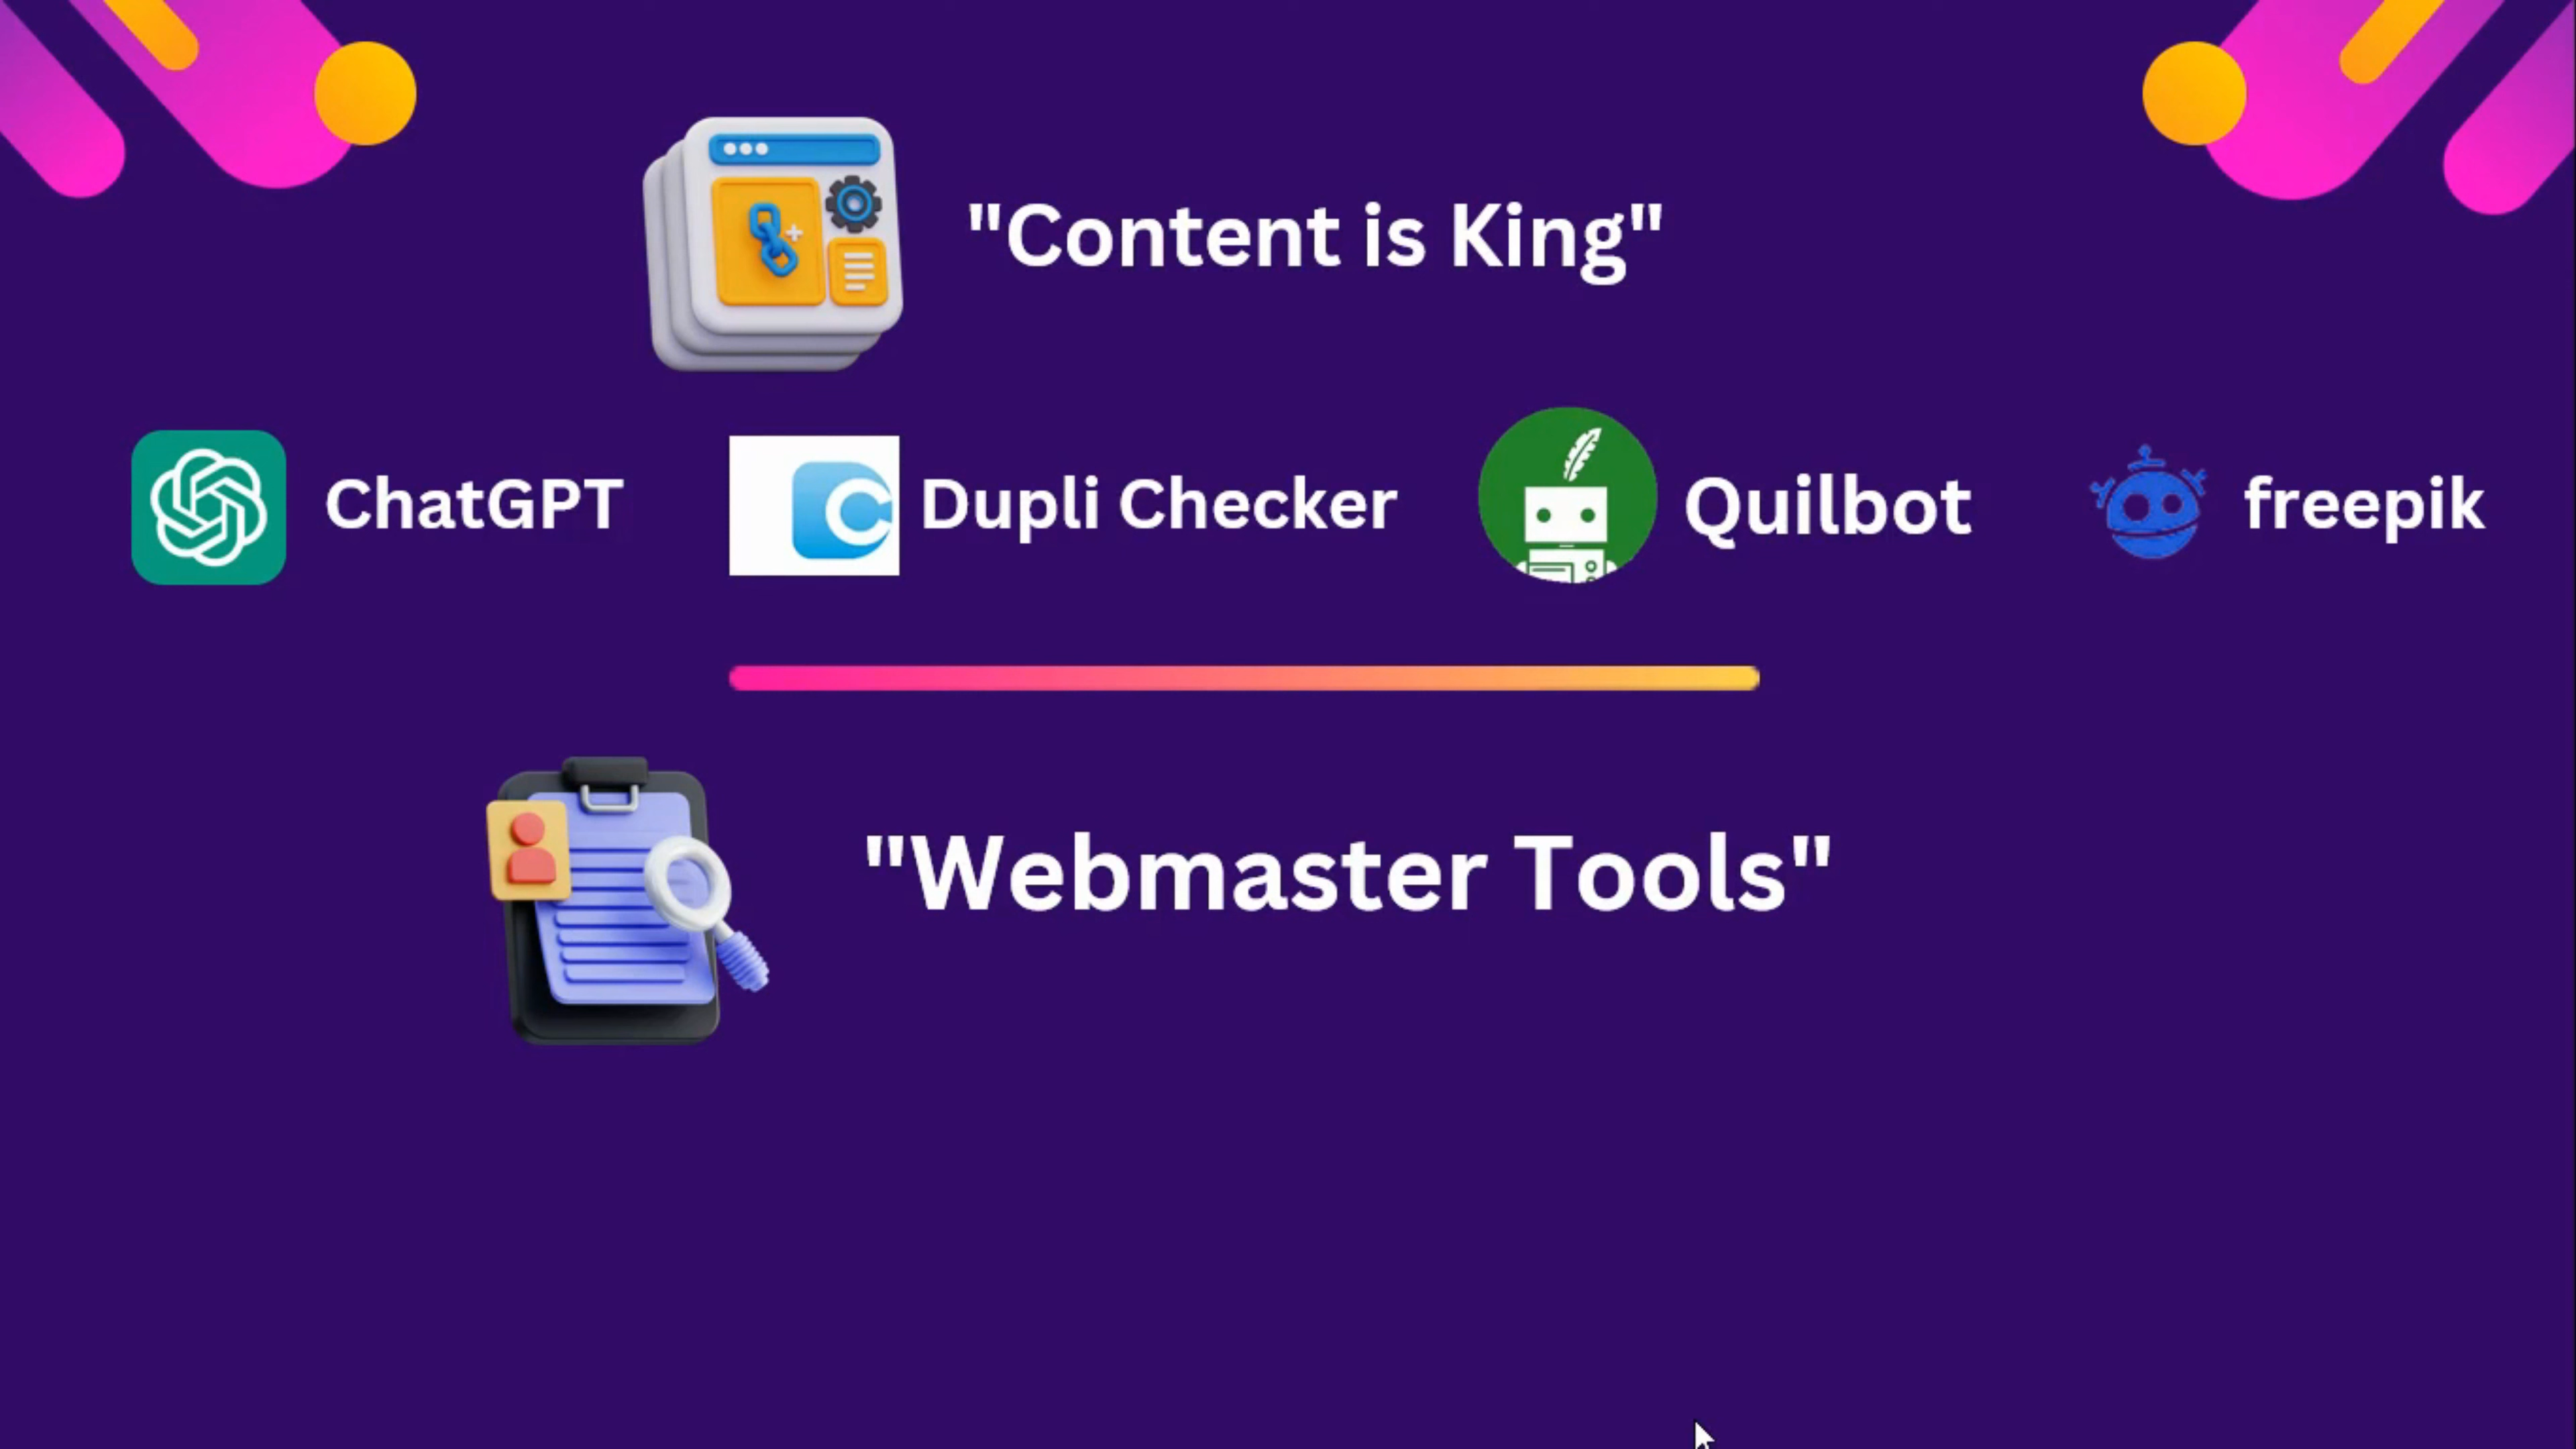 "Content is King"
ChatGPT
Dupli Checker
Quilbot
freepik
"Webmaster Tools"